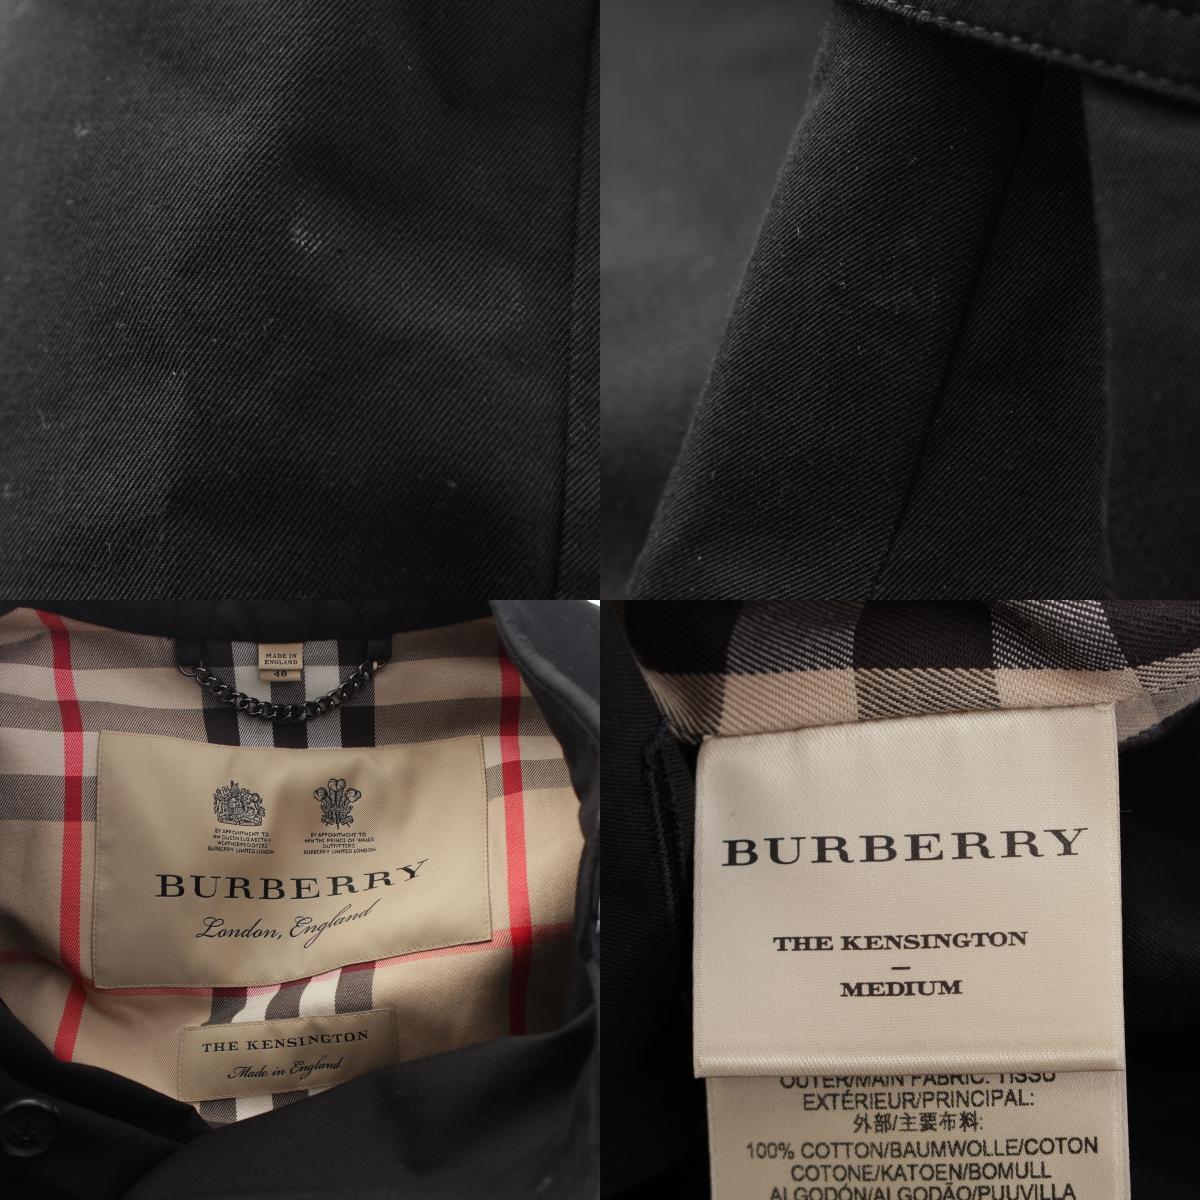 MADE IN
ENGLAND
48
BY APPOINTMENT TO
HM QUEEN ELIZABETH II
WEATHERPROOFERS
BURBERRY LIMITED LONDON
BY APPOINTMENT TO
HRH THE PRINCE OF WALES
OUTFITTERS
BURBERRY LIMITED LONDON
BURBERRY
London, England
THE KENSINGTON
Made in England
BURBERRY
THE KENSINGTON
–
MEDIUM
OUTER/MAIN FABRIC: TISSU
EXTÉRIEUR/PRINCIPAL:
外部/主要布料:
100% COTTON/BAUMWOLLE/COTON
COTONE/KATOEN/BOMULL
ALGODÓN/ALGODÃO/PUUVILLA